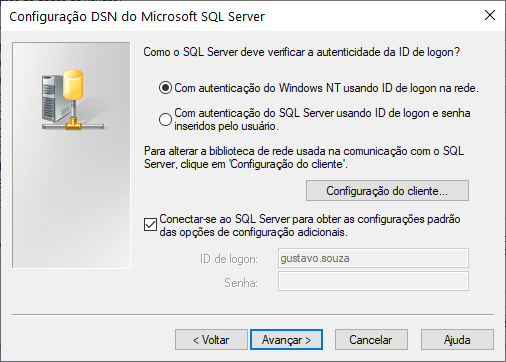 Configuração DSN do Microsoft SQL Server
Como o SQL Server deve verificar a autenticidade da ID de logon?
Com autenticação do Windows NT usando ID de logon na rede.
Com autenticação do SQL Server usando ID de logon e senha
inseridos pelo usuário.
Para alterar a biblioteca de rede usada na comunicação com o SQL
Server, clique em 'Configuração do cliente'.
Configuração do cliente...
Conectar-se ao SQL Server para obter as configurações padrão
das opções de configuração adicionais.
ID de logon: gustavo.souza
Senha:
< Voltar Avançar > Cancelar Ajuda